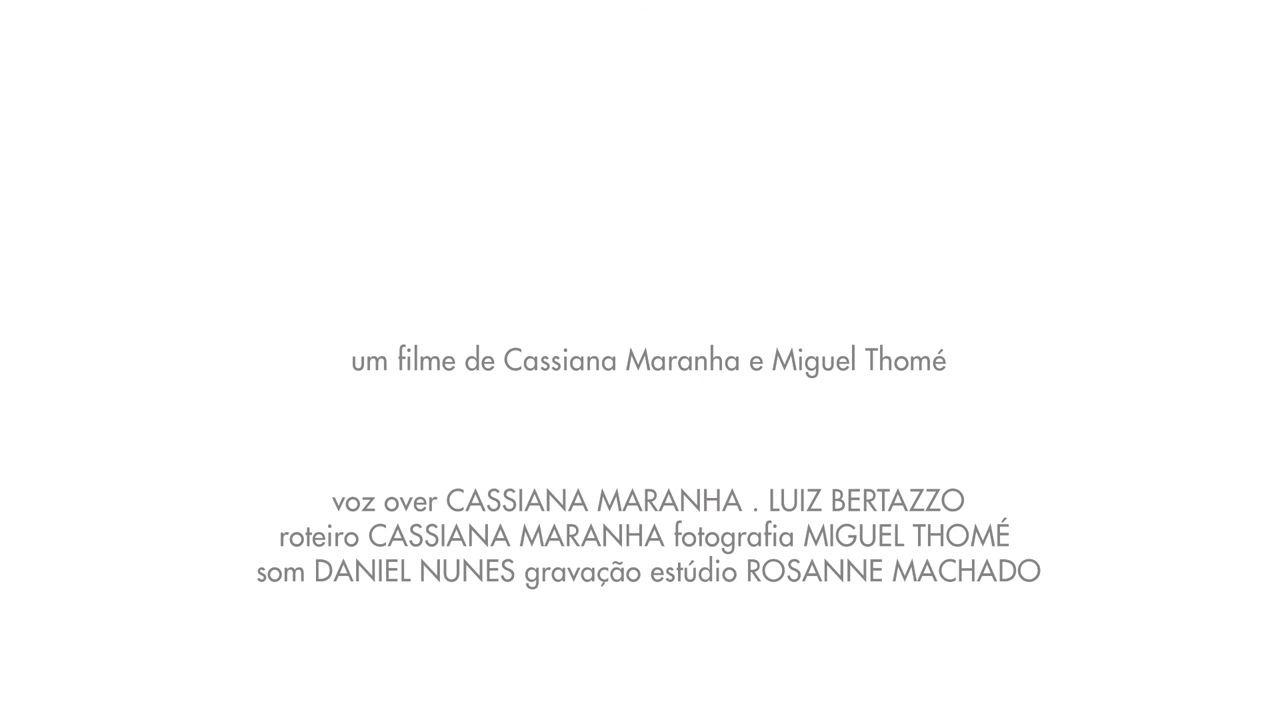 um filme de Cassiana Maranha e Miguel Thomé
voz over CASSIANA MARANHA . LUIZ BERTAZZO
roteiro CASSIANA MARANHA fotografia MIGUEL THOMÉ
som DANIEL NUNES gravação estúdio ROSANNE MACHADO